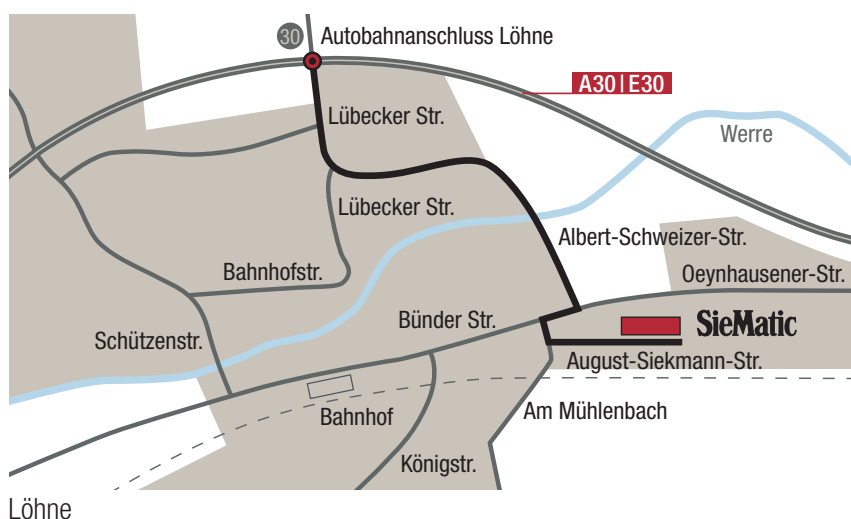 30
Autobahnanschluss Löhne
A30|E30
Lübecker Str.
Werre
Lübecker Str.
Albert-Schweizer-Str.
Bahnhofstr.
Oeynhausener-Str.
Bünder Str.
SieMatic
Schützenstr.
August-Siekmann-Str.
Bahnhof
Am Mühlenbach
Königstr.
Löhne